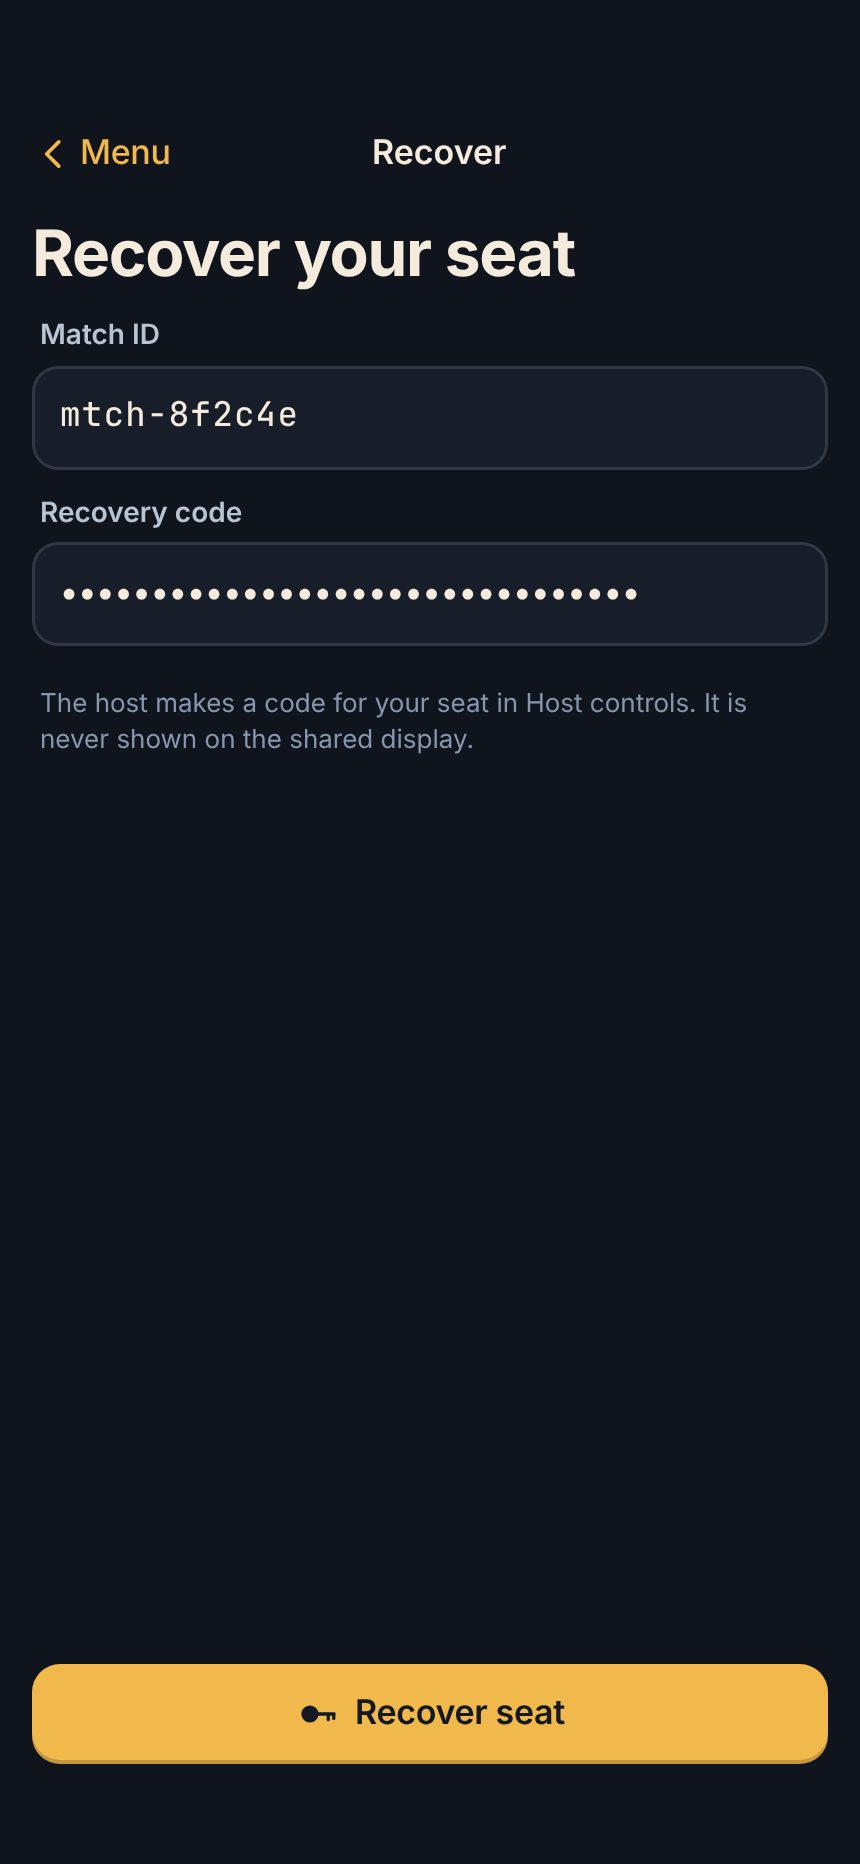 Menu
Recover
Recover your seat
Match ID
mtch-8f2c4e
Recovery code
••••••••••••••••••••••••••••••••
The host makes a code for your seat in Host controls. It is
never shown on the shared display.
Recover seat